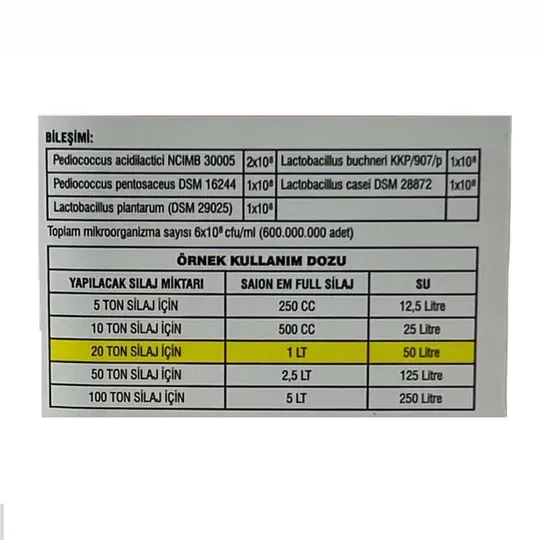 BİLEŞİMİ:
Pediococcus acidilactici NCIMB 30005 2x10⁸ Lactobacillus buchneri KKP/907/p 1x10⁸
Pediococcus pentosaceus DSM 16244 1x10⁸ Lactobacillus casei DSM 28872 1x10⁸
Lactobacillus plantarum (DSM 29025) 1x10⁸
Toplam mikroorganizma sayısı 6x10⁸ cfu/ml (600.000.000 adet)
ÖRNEK KULLANIM DOZU
YAPILACAK SILAJ MİKTARI SAION EM FULL SİLAJ SU
5 TON SİLAJ İÇİN 250 CC 12,5 Litre
10 TON SİLAJ İÇİN 500 CC 25 Litre
20 TON SİLAJ İÇİN 1 LT 50 Litre
50 TON SİLAJ İÇİN 2,5 LT 125 Litre
100 TON SİLAJ İÇİN 5 LT 250 Litre